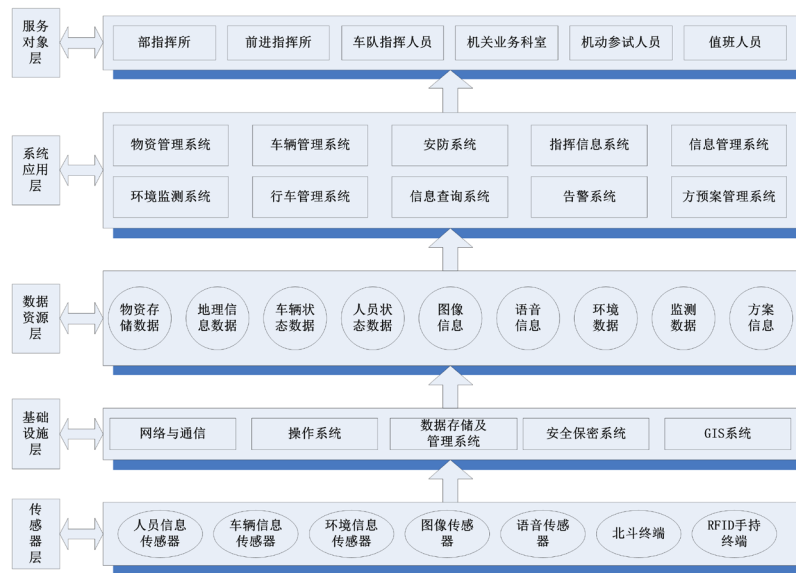 服务
对象
层
部指挥所
前进指挥所
车队指挥人员
机关业务科室
机动参试人员
值班人员
系统
应用
层
物资管理系统
车辆管理系统
安防系统
指挥信息系统
信息管理系统
环境监测系统
行车管理系统
信息查询系统
告警系统
方预案管理系统
数据
资源
层
物资存
储数据
地理信
息数据
车辆状
态数据
人员状
态数据
图像
信息
语音
信息
环境
数据
监测
数据
方案
信息
基础
设施
层
网络与通信
操作系统
数据存储及
管理系统
安全保密系统
GIS系统
传
感器
层
人员信息
传感器
车辆信息
传感器
环境信息
传感器
图像传感
器
语音传感
器
北斗终端
RFID手持
终端